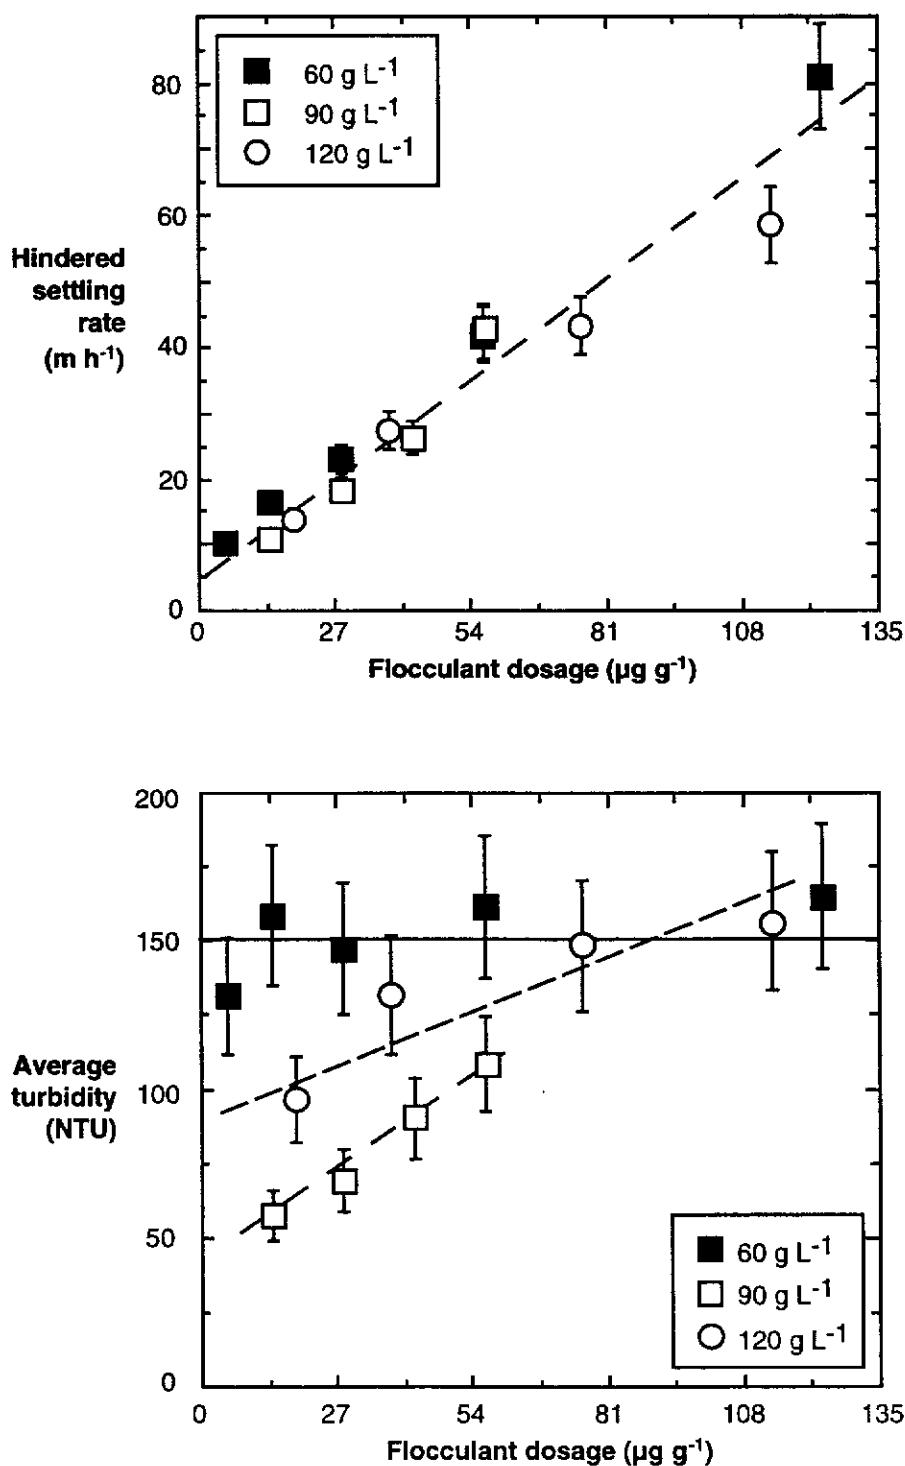 80
60
40
20
0
Hindered
settling
rate
(m h⁻¹)
60 g L⁻¹
90 g L⁻¹
120 g L⁻¹
0 27 54 81 108 135
Flocculant dosage (µg g⁻¹)
200
150
100
50
0
Average
turbidity
(NTU)
60 g L⁻¹
90 g L⁻¹
120 g L⁻¹
0 27 54 81 108 135
Flocculant dosage (µg g⁻¹)